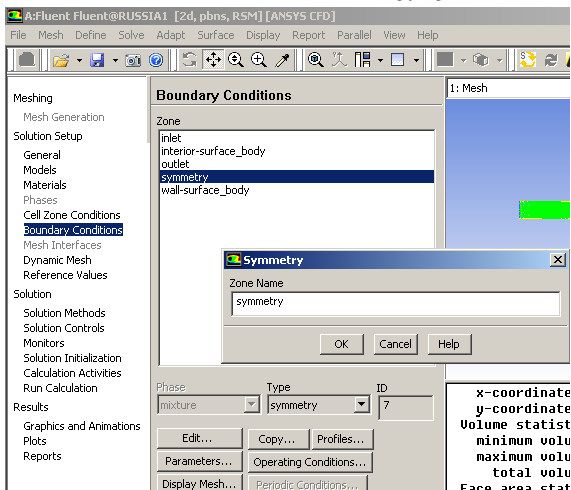 A:Fluent Fluent@RUSSIA1 [2d, pbns, RSM] [ANSYS CFD]
File Mesh Define Solve Adapt Surface Display Report Parallel View Help
Meshing
Mesh Generation
Solution Setup
General
Models
Materials
Phases
Cell Zone Conditions
Boundary Conditions
Mesh Interfaces
Dynamic Mesh
Reference Values
Solution
Solution Methods
Solution Controls
Monitors
Solution Initialization
Calculation Activities
Run Calculation
Results
Graphics and Animations
Plots
Reports
Boundary Conditions
Zone
inlet
interior-surface_body
outlet
symmetry
wall-surface_body
Phase Type ID
mixture symmetry 7
Edit... Copy... Profiles...
Parameters... Operating Conditions...
Display Mesh... Periodic Conditions...
1: Mesh
Symmetry
Zone Name
symmetry
OK Cancel Help
x-coordinate
y-coordinate
Volume statist
minimum volu
maximum volu
total volu
Face area stat